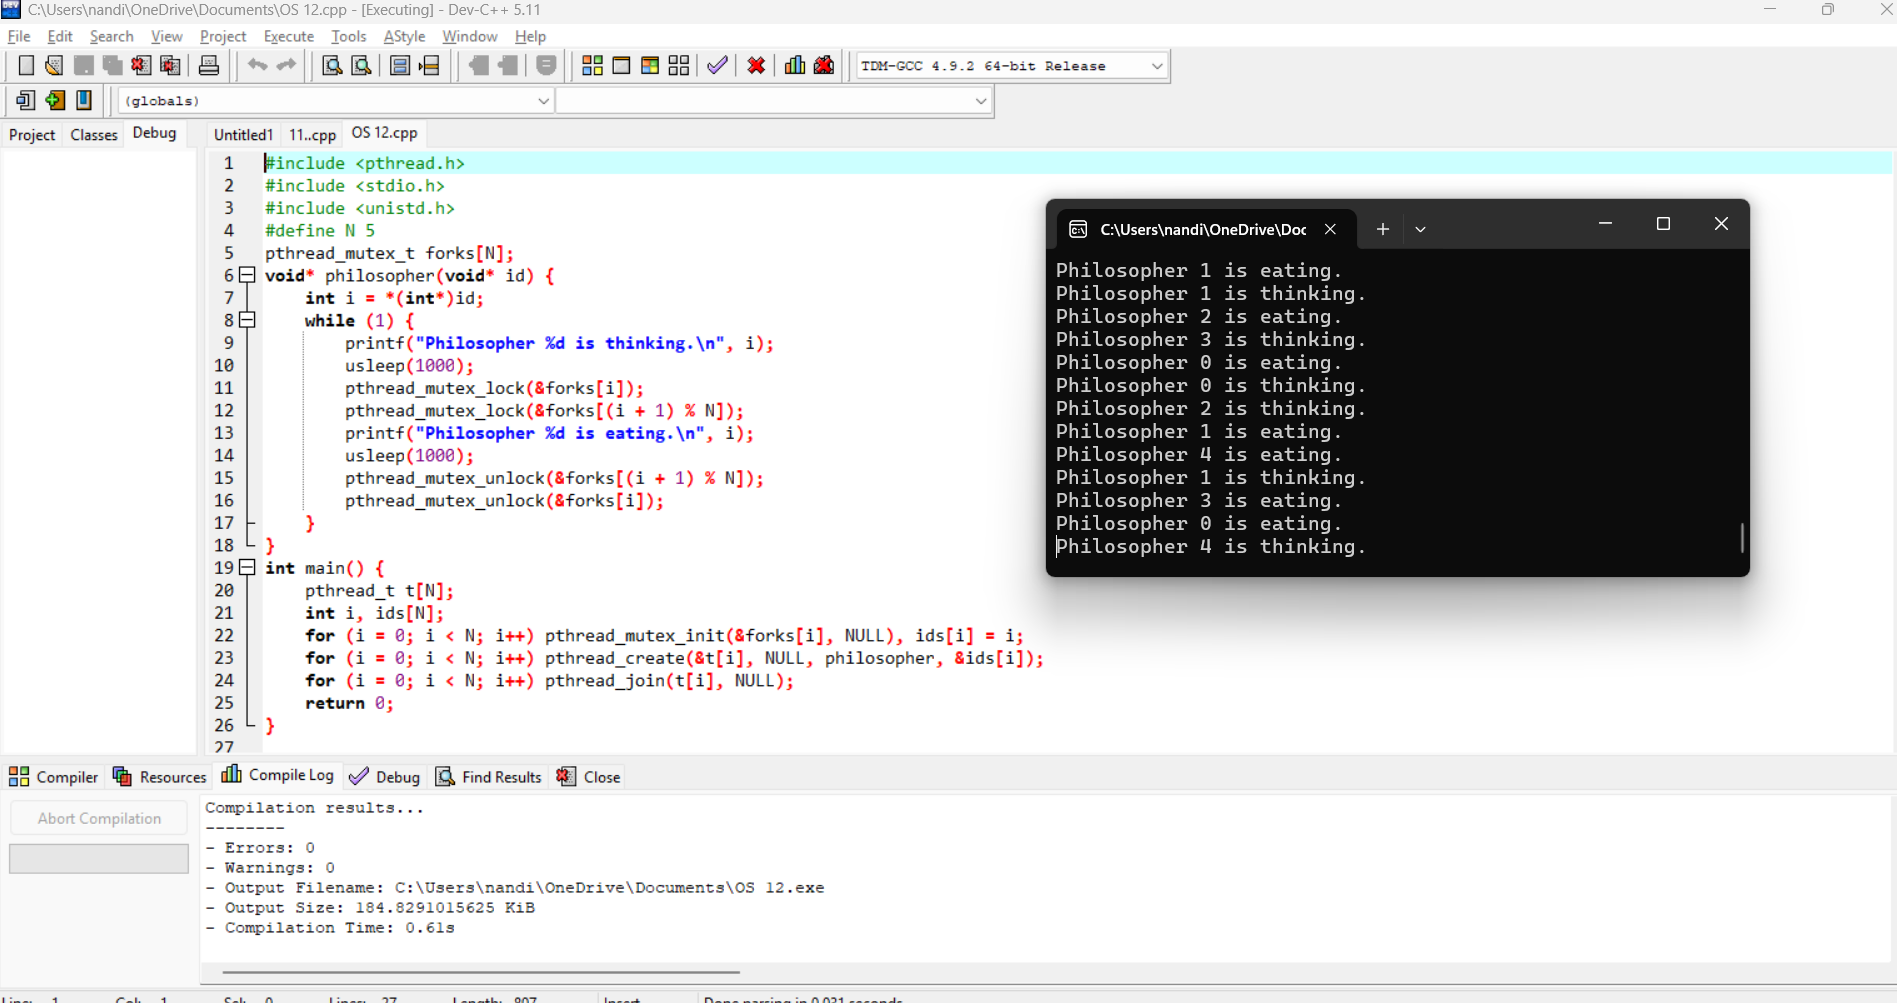 C:\Users\nandi\OneDrive\Documents\OS 12.cpp - [Executing] - Dev-C++ 5.11
File Edit Search View Project Execute Tools AStyle Window Help
TDM-GCC 4.9.2 64-bit Release
(globals)
Project Classes Debug
Untitled1 11..cpp OS 12.cpp
1 #include <pthread.h>
2 #include <stdio.h>
3 #include <unistd.h>
4 #define N 5
5 pthread_mutex_t forks[N];
6 void* philosopher(void* id) {
7 int i = *(int*)id;
8 while (1) {
9 printf("Philosopher %d is thinking.\n", i);
10 usleep(1000);
11 pthread_mutex_lock(&forks[i]);
12 pthread_mutex_lock(&forks[(i + 1) % N]);
13 printf("Philosopher %d is eating.\n", i);
14 usleep(1000);
15 pthread_mutex_unlock(&forks[(i + 1) % N]);
16 pthread_mutex_unlock(&forks[i]);
17 }
18 }
19 int main() {
20 pthread_t t[N];
21 int i, ids[N];
22 for (i = 0; i < N; i++) pthread_mutex_init(&forks[i], NULL), ids[i] = i;
23 for (i = 0; i < N; i++) pthread_create(&t[i], NULL, philosopher, &ids[i]);
24 for (i = 0; i < N; i++) pthread_join(t[i], NULL);
25 return 0;
26 }
27
C:\Users\nandi\OneDrive\Doc
Philosopher 1 is eating.
Philosopher 1 is thinking.
Philosopher 2 is eating.
Philosopher 3 is thinking.
Philosopher 0 is eating.
Philosopher 0 is thinking.
Philosopher 2 is thinking.
Philosopher 1 is eating.
Philosopher 4 is eating.
Philosopher 1 is thinking.
Philosopher 3 is eating.
Philosopher 0 is eating.
Philosopher 4 is thinking.
Compiler Resources Compile Log Debug Find Results Close
Abort Compilation
Compilation results...
--------
- Errors: 0
- Warnings: 0
- Output Filename: C:\Users\nandi\OneDrive\Documents\OS 12.exe
- Output Size: 184.8291015625 KiB
- Compilation Time: 0.61s
Line: 1 Col: 1 Sel: 0 Lines: 27 Length: 807 Insert Done parsing in 0.031 seconds